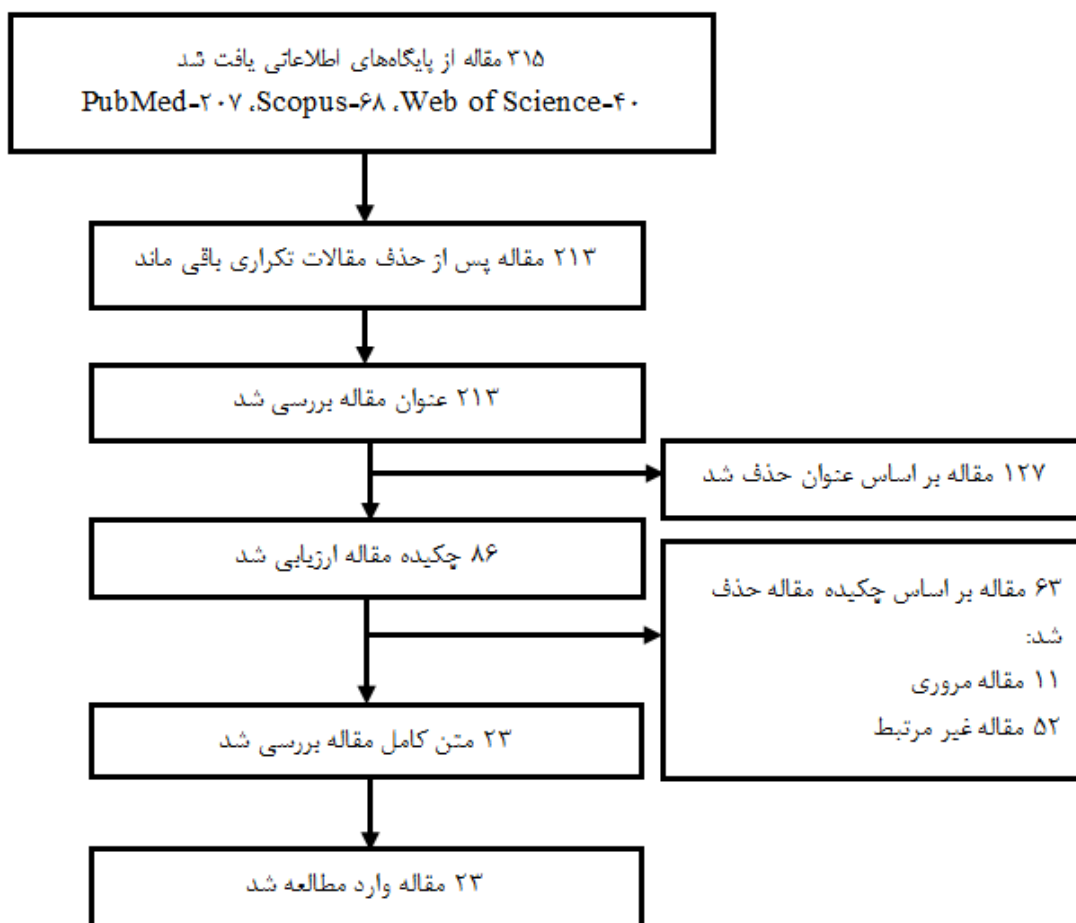 ۳۱۵ مقاله از پایگاه‌های اطلاعاتی یافت شد
PubMed-۲۰۷ ،Scopus-۶۸ ،Web of Science-۴۰
۲۱۳ مقاله پس از حذف مقالات تکراری باقی ماند
۲۱۳ عنوان مقاله بررسی شد
۱۲۷ مقاله بر اساس عنوان حذف شد
۸۶ چکیده مقاله ارزیابی شد
۶۳ مقاله بر اساس چکیده مقاله حذف
شد:
۱۱ مقاله مروری
۵۲ مقاله غیر مرتبط
۲۳ متن کامل مقاله بررسی شد
۲۳ مقاله وارد مطالعه شد